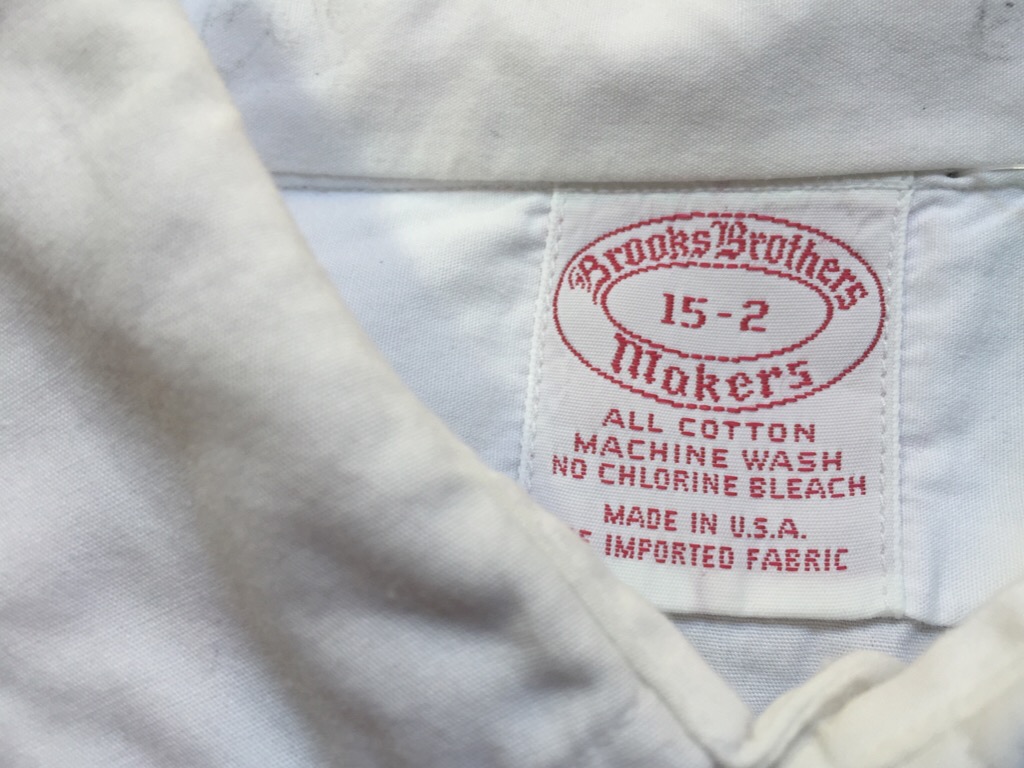 Brooks Brothers
15-2
Makers
ALL COTTON
MACHINE WASH
NO CHLORINE BLEACH
MADE IN U.S.A.
IMPORTED FABRIC